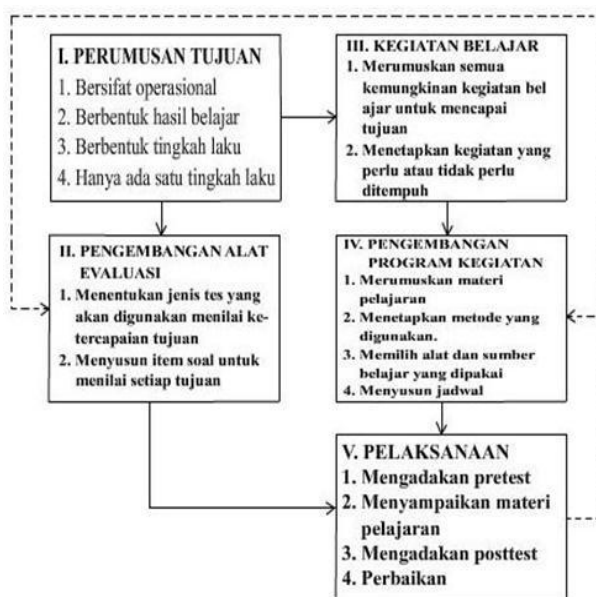 I. PERUMUSAN TUJUAN
1. Bersifat operasional
2. Berbentuk hasil belajar
3. Berbentuk tingkah laku
4. Hanya ada satu tingkah laku
II. PENGEMBANGAN ALAT
EVALUASI
1. Menentukan jenis tes yang
akan digunakan menilai ke-
tercapaian tujuan
2. Menyusun item soal untuk
menilai setiap tujuan
III. KEGIATAN BELAJAR
1. Merumuskan semua
kemungkinan kegiatan bel
ajar untuk mencapai
tujuan
2. Menetapkan kegiatan yang
perlu atau tidak perlu
ditempuh
IV. PENGEMBANGAN
PROGRAM KEGIATAN
1. Merumuskan materi
pelajaran
2. Menetapkan metode yang
digunakan.
3. Memilih alat dan sumber
belajar yang dipakai
4. Menyusun jadwal
V. PELAKSANAAN
1. Mengadakan pretest
2. Menyampaikan materi
pelajaran
3. Mengadakan posttest
4. Perbaikan